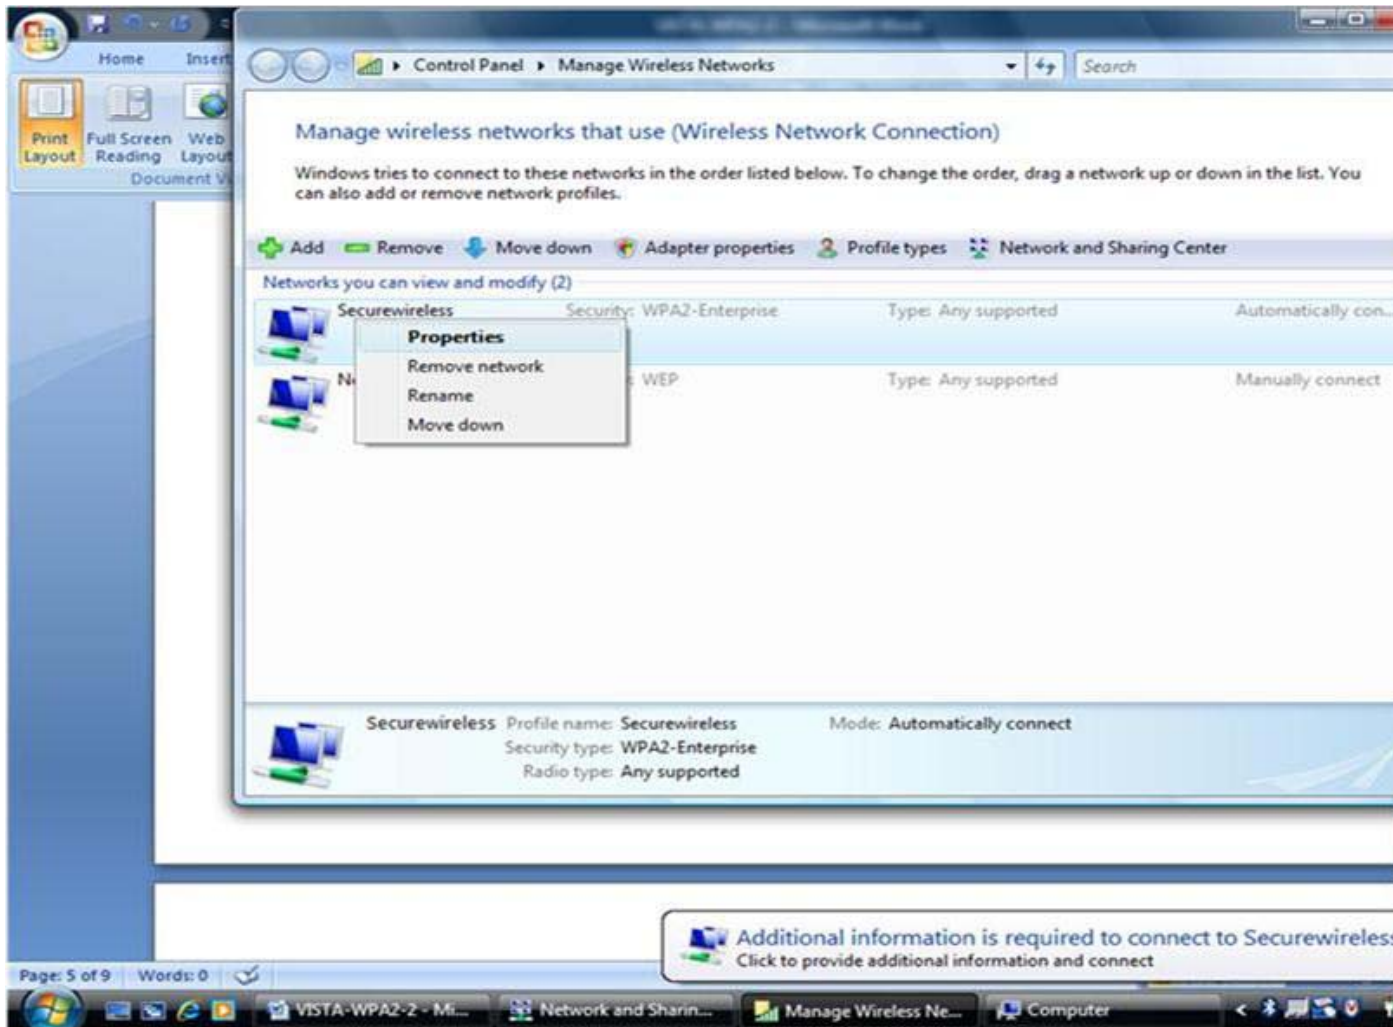 Home Insert
Control Panel Manage Wireless Networks Search
Print Layout
Full Screen Reading
Web Layout
Document
Manage wireless networks that use (Wireless Network Connection)
Windows tries to connect to these networks in the order listed below. To change the order, drag a network up or down in the list. You
can also add or remove network profiles.
Add Remove Move down Adapter properties Profile types Network and Sharing Center
Networks you can view and modify (2)
Securewireless Security: WPA2-Enterprise Type: Any supported Automatically con...
Properties
Remove network
Rename
Move down
WEP Type: Any supported Manually connect
Securewireless Profile name: Securewireless Mode: Automatically connect
Security type: WPA2-Enterprise
Radio type: Any supported
Additional information is required to connect to Securewireless
Click to provide additional information and connect
Page: 5 of 9 Words: 0
VISTA-WPA2-2 - Mi... Network and Sharin... Manage Wireless Ne... Computer